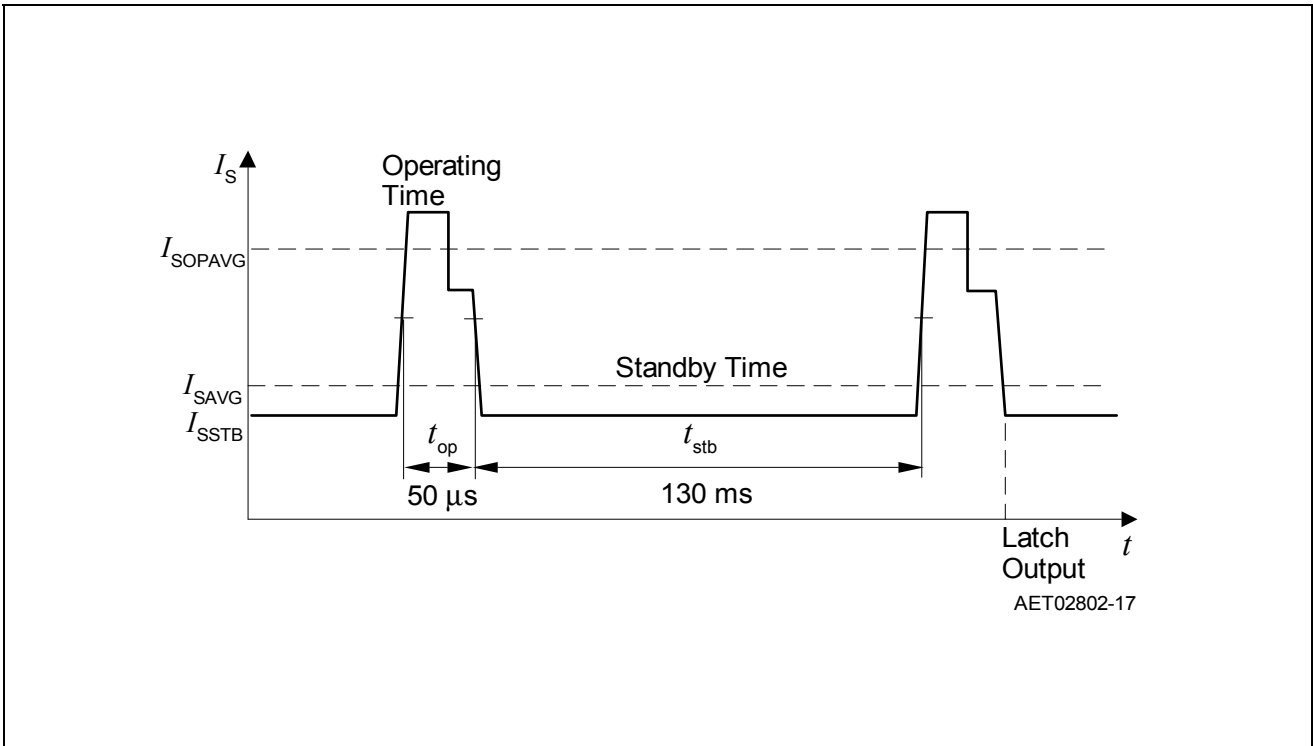 I_S
Operating
Time
I_SOPAVG
Standby Time
I_SAVG
I_SSTB
t_op
t_stb
50 μs
130 ms
Latch
Output
t
AET02802-17